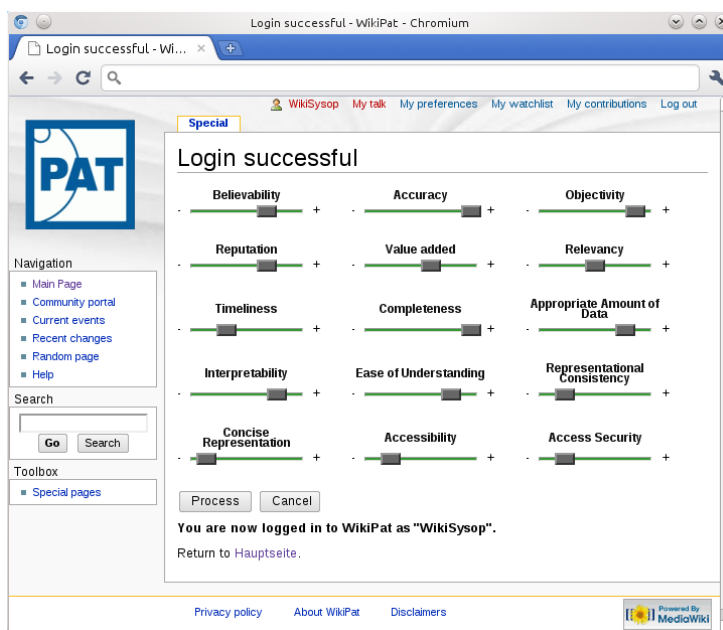 Login successful - WikiPat - Chromium
Login successful - Wi...
WikiSysop My talk My preferences My watchlist My contributions Log out
Special
PAT
Login successful
Believability Accuracy Objectivity
- + - + - +
Reputation Value added Relevancy
- + - + - +
Timeliness Completeness Appropriate Amount of
Data
- + - + - +
Interpretability Ease of Understanding Representational
Consistency
- + - + - +
Concise
Representation Accessibility Access Security
- + - + - +
Process Cancel
You are now logged in to WikiPat as "WikiSysop".
Return to Hauptseite.
Navigation
Main Page
Community portal
Current events
Recent changes
Random page
Help
Search
Go Search
Toolbox
Special pages
Privacy policy About WikiPat Disclaimers
Powered By
MediaWiki